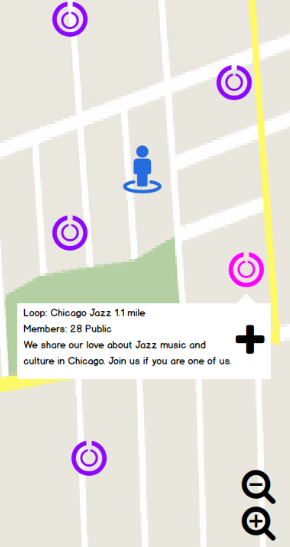 Loop: Chicago Jazz 1.1 mile
Members: 28 Public
We share our love about Jazz music and
culture in Chicago. Join us if you are one of us.